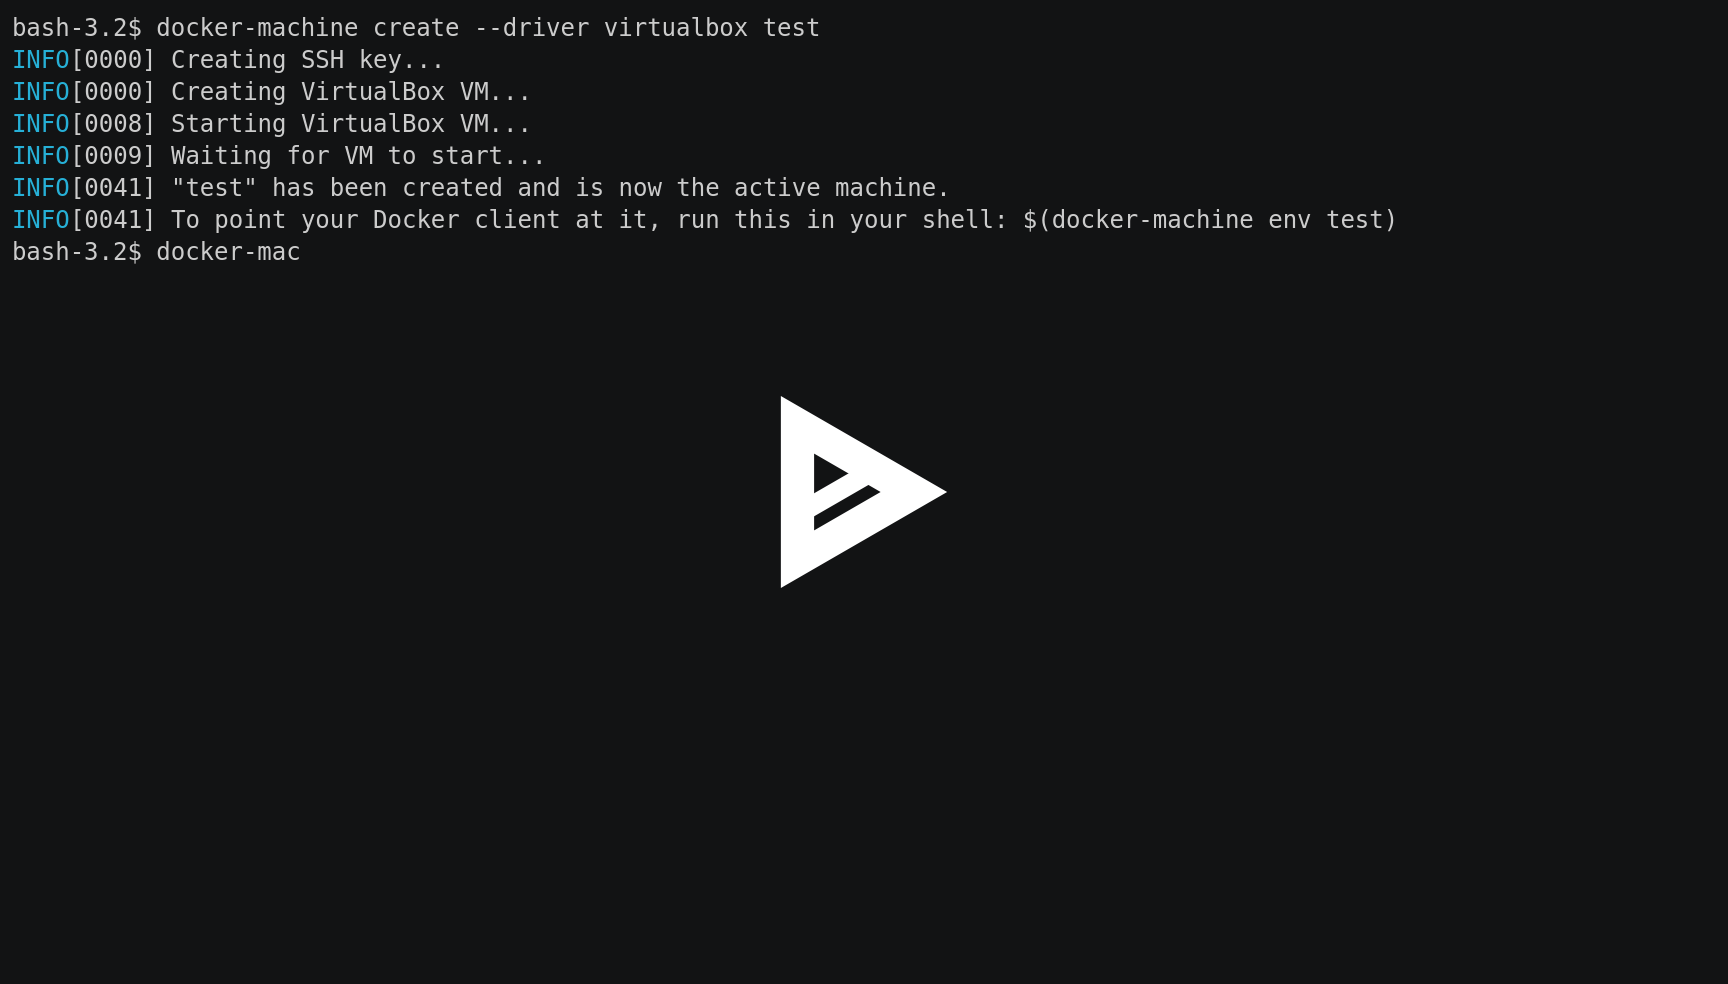 bash-3.2$ docker-machine create --driver virtualbox test
INFO[0000] Creating SSH key...
INFO[0000] Creating VirtualBox VM...
INFO[0008] Starting VirtualBox VM...
INFO[0009] Waiting for VM to start...
INFO[0041] "test" has been created and is now the active machine.
INFO[0041] To point your Docker client at it, run this in your shell: $(docker-machine env test)
bash-3.2$ docker-mac